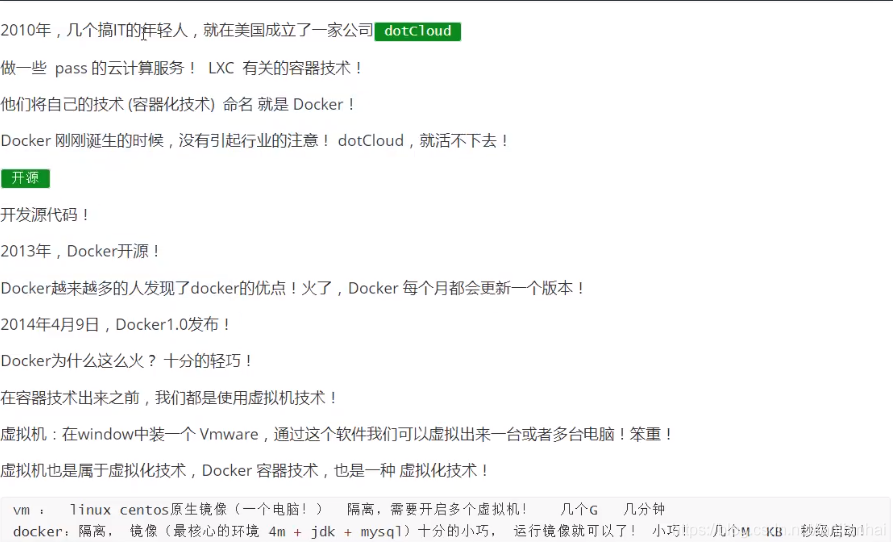 2010年，几个搞IT的年轻人，就在美国成立了一家公司 dotCloud
做一些 pass 的云计算服务！ LXC 有关的容器技术！
他们将自己的技术 (容器化技术) 命名 就是 Docker！
Docker 刚刚诞生的时候，没有引起行业的注意！ dotCloud，就活不下去！
开源
开发源代码！
2013年，Docker开源！
Docker越来越多的人发现了docker的优点！火了，Docker 每个月都会更新一个版本！
2014年4月9日，Docker1.0发布！
Docker为什么这么火？ 十分的轻巧！
在容器技术出来之前，我们都是使用虚拟机技术！
虚拟机：在window中装一个 Vmware，通过这个软件我们可以虚拟出来一台或者多台电脑！笨重！
虚拟机也是属于虚拟化技术，Docker 容器技术，也是一种 虚拟化技术！
vm ： linux centos原生镜像（一个电脑！） 隔离，需要开启多个虚拟机！ 几个G 几分钟
docker：隔离， 镜像（最核心的环境 4m + jdk + mysql）十分的小巧， 运行镜像就可以了！ 小巧！ 几个M KB 秒级启动！